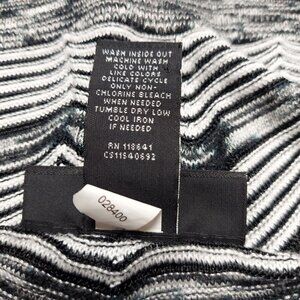 WASH INSIDE OUT
MACHINE WASH
COLD WITH
LIKE COLORS
DELICATE CYCLE
ONLY NON-
CHLORINE BLEACH
WHEN NEEDED
TUMBLE DRY LOW
COOL IRON
IF NEEDED
RN 118641
CS11540692
028400